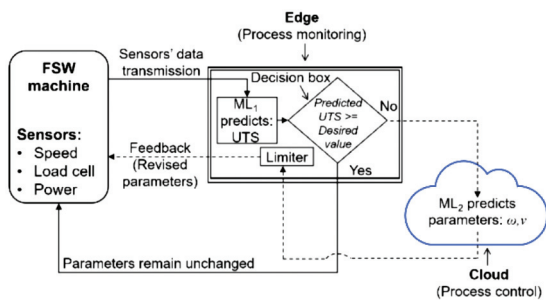 Edge
(Process monitoring)
Sensors' data
transmission
FSW
machine
Sensors:
• Speed
• Load cell
• Power
Decision box
ML₁
predicts:
UTS
Predicted
UTS >=
Desired
value
No
Yes
Limiter
Feedback
(Revised
parameters)
ML₂ predicts
parameters: ω,ν
Parameters remain unchanged
Cloud
(Process control)